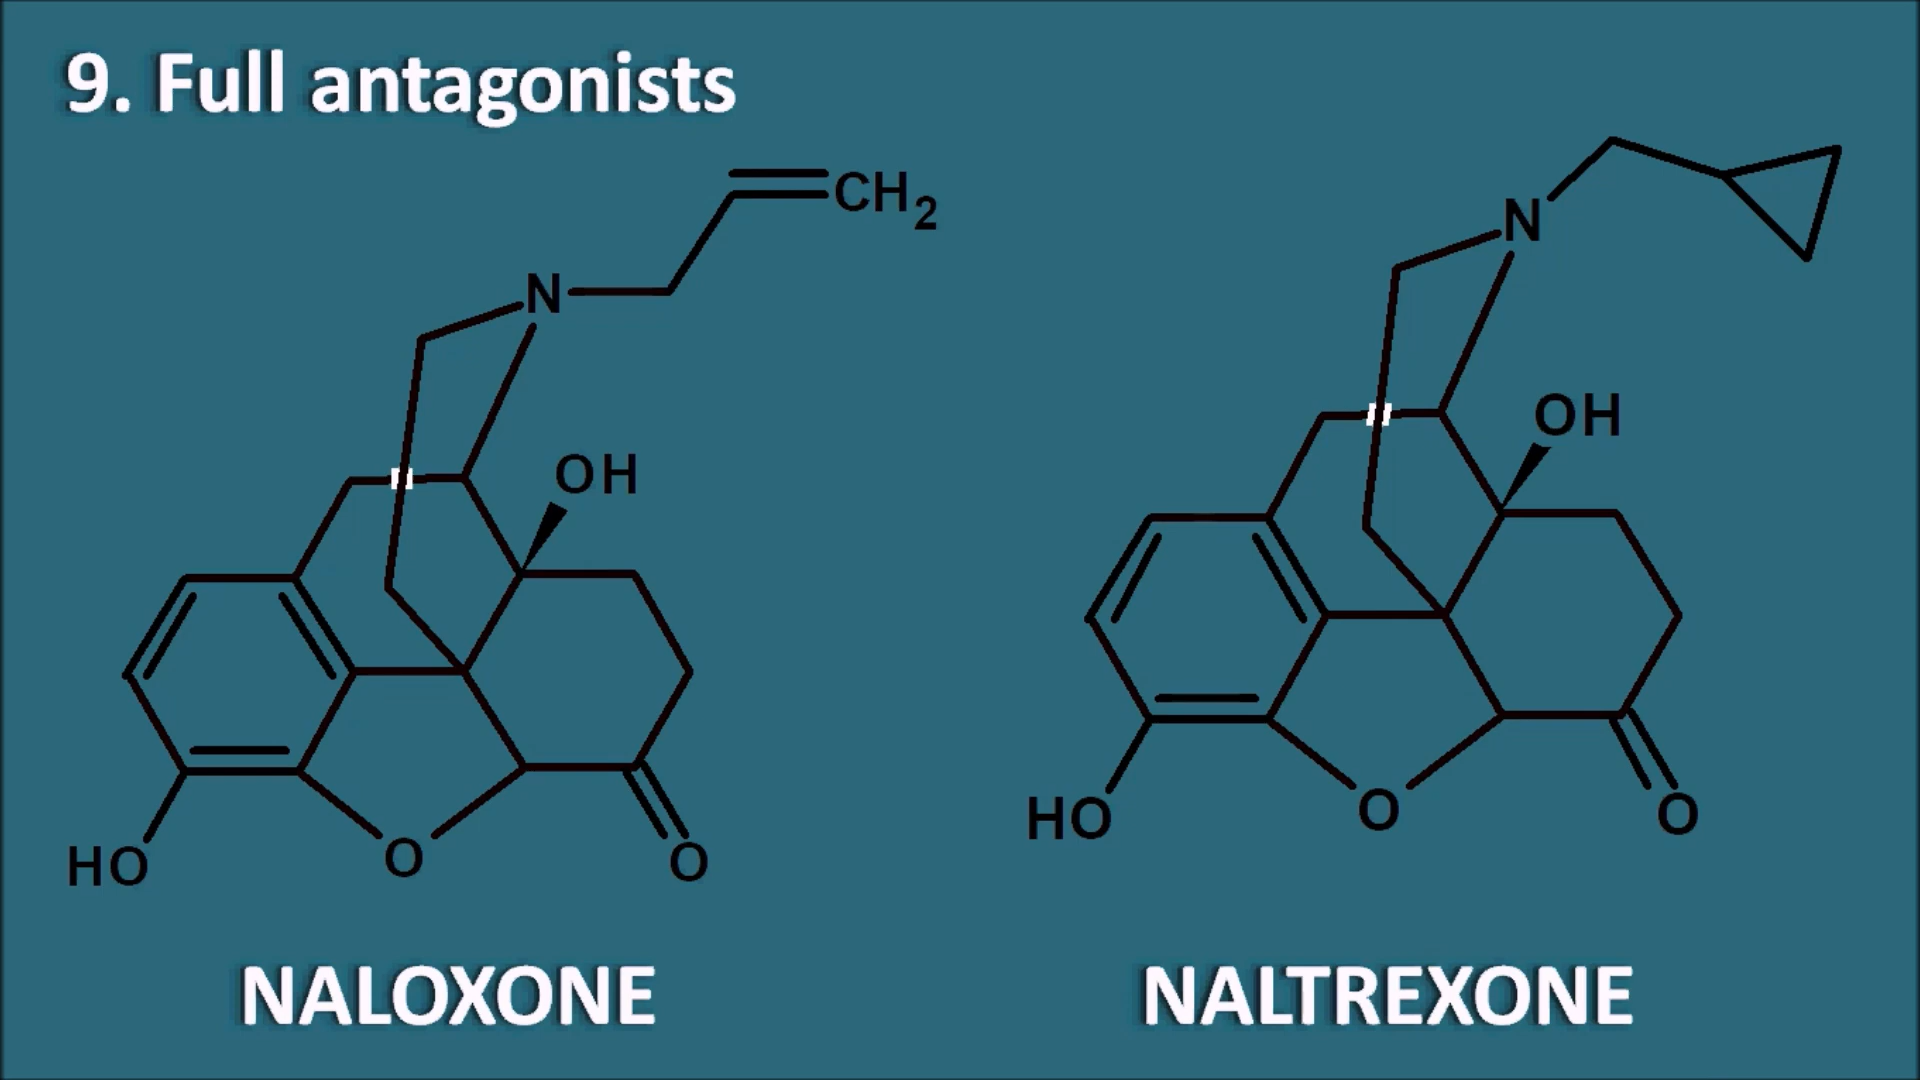 9. Full antagonists
CH2
N
OH
HO
O
O
NALOXONE
N
OH
HO
O
O
NALTREXONE